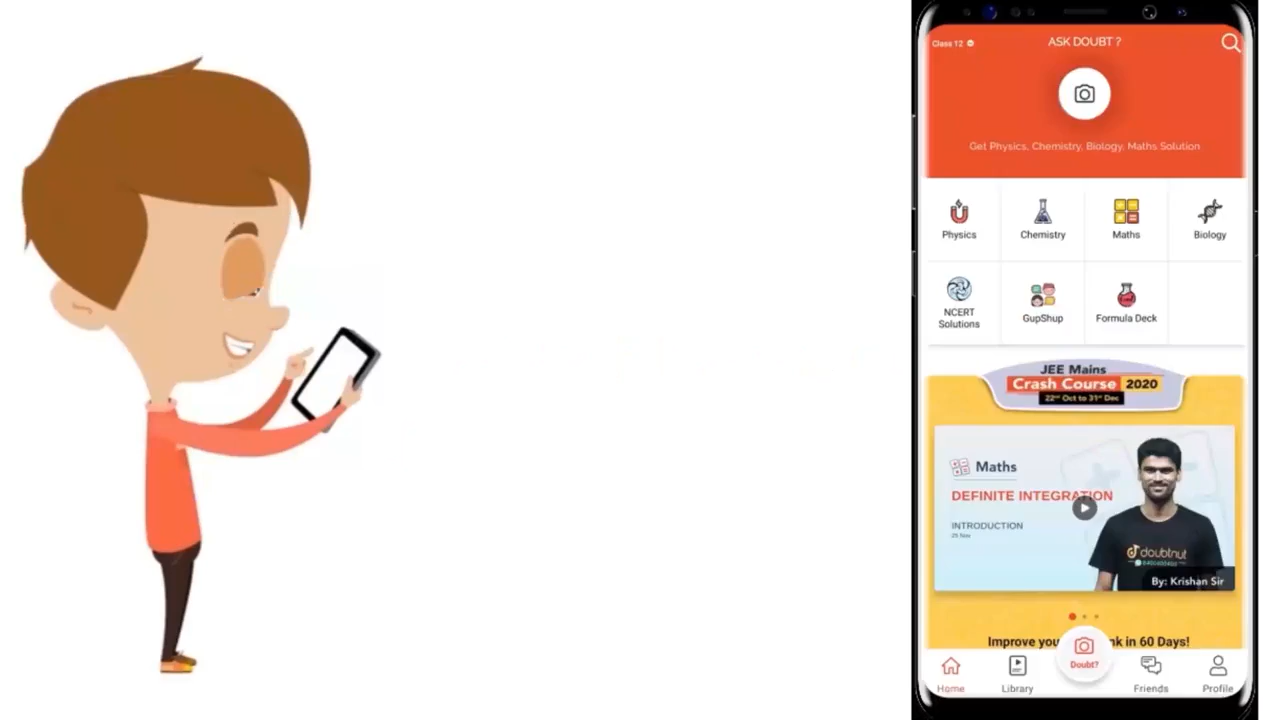 Class 12
ASK DOUBT ?
Get Physics, Chemistry, Biology, Maths Solution
Physics
Chemistry
Maths
Biology
NCERT
Solutions
GupShup
Formula Deck
JEE Mains
Crash Course 2020
22nd Oct to 31st Dec
Maths
DEFINITE INTEGRATION
INTRODUCTION
doubtnut
By: Krishan Sir
in 60 Days!
Doubt?
Home
Library
Friends
Profile